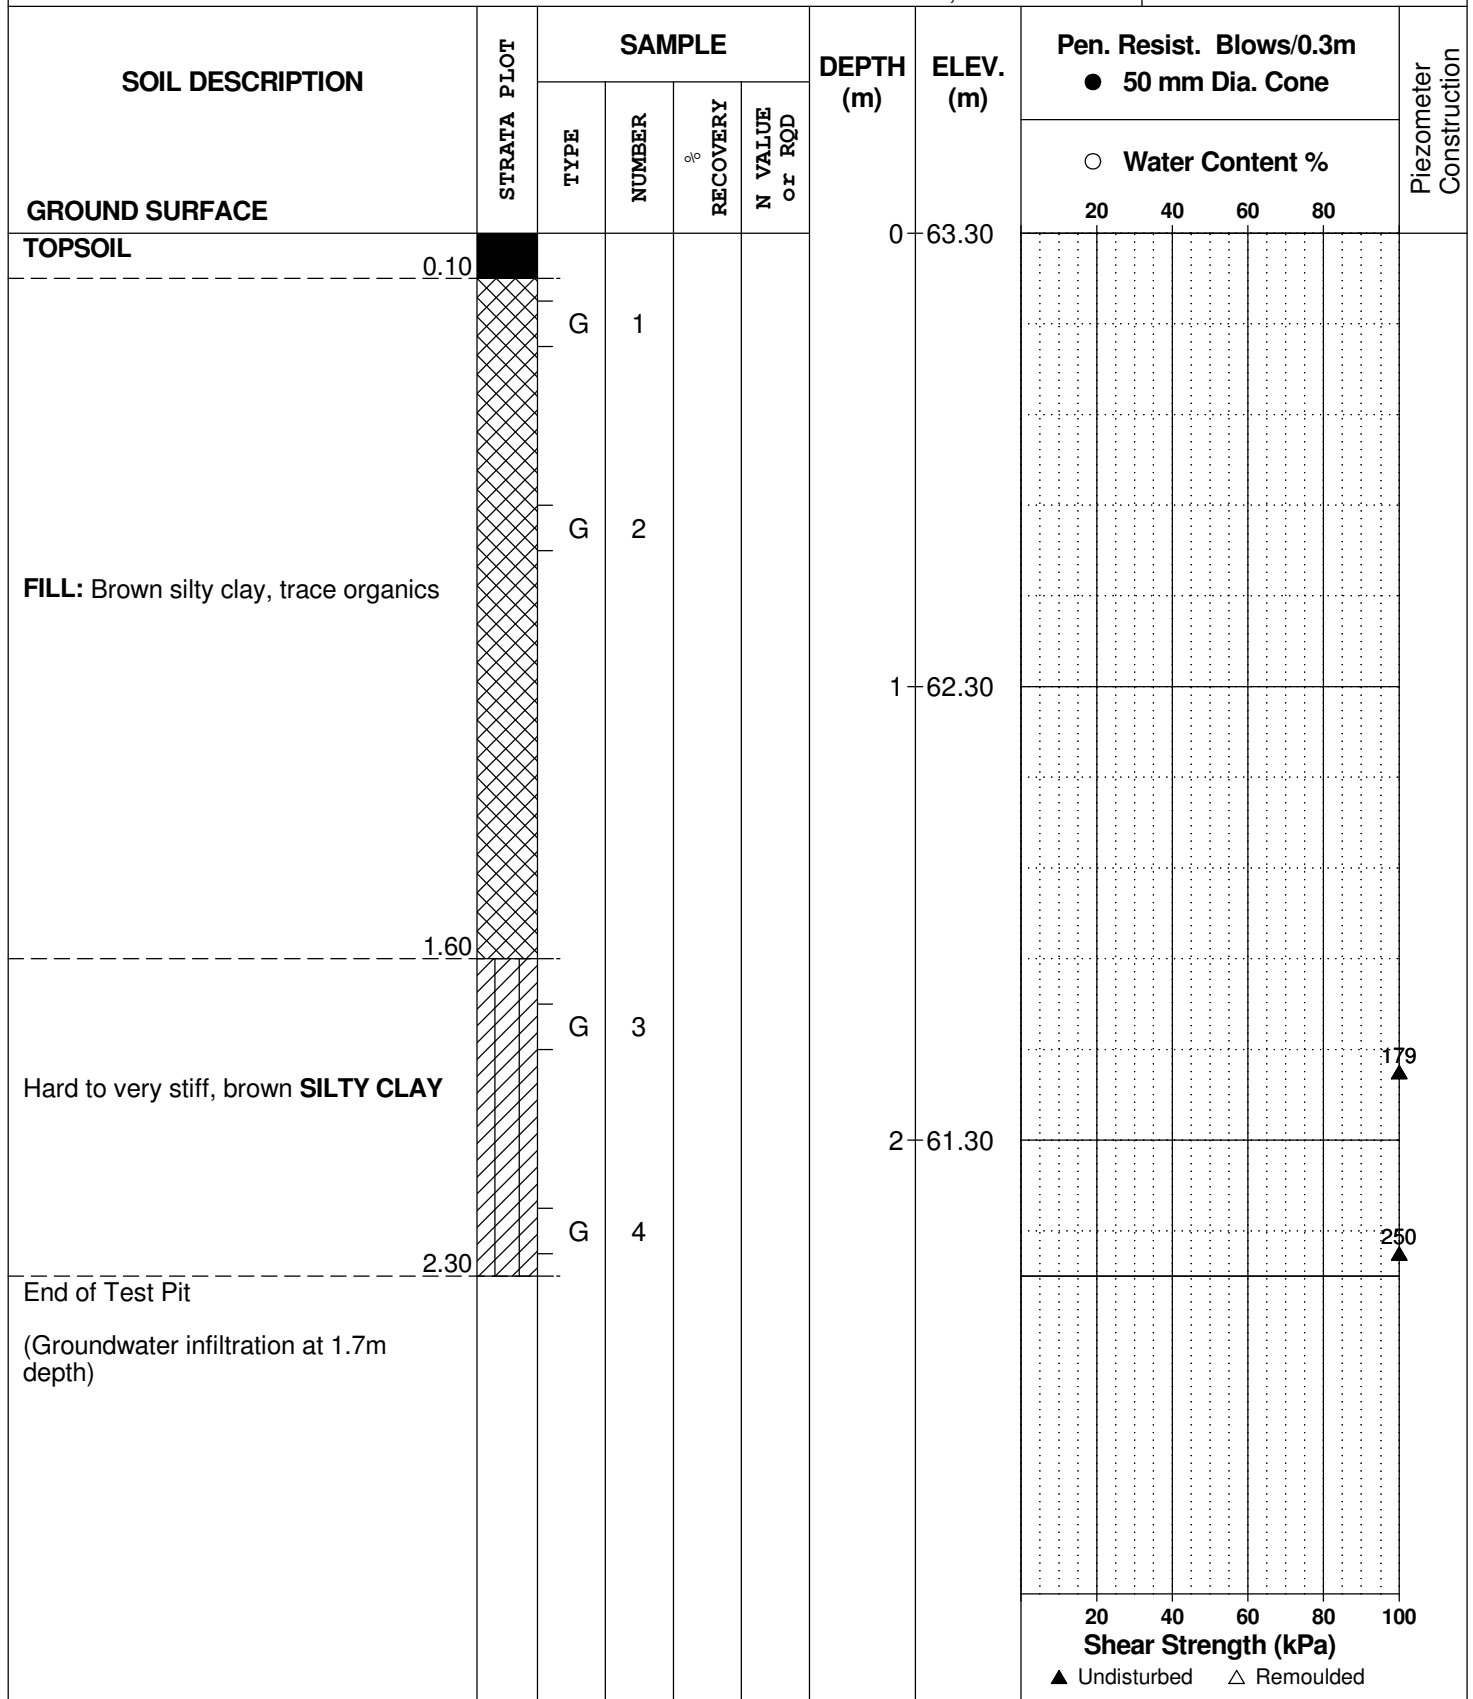 SOIL DESCRIPTION
GROUND SURFACE
STRATA PLOT
SAMPLE
TYPE
NUMBER
%
RECOVERY
N VALUE
or RQD
DEPTH
(m)
ELEV.
(m)
Pen. Resist. Blows/0.3m
● 50 mm Dia. Cone
○ Water Content %
20 40 60 80
Piezometer
Construction
TOPSOIL
0.10
0 63.30
G 1
G 2
FILL: Brown silty clay, trace organics
1 62.30
1.60
G 3
179
Hard to very stiff, brown SILTY CLAY
2 61.30
G 4
250
2.30
End of Test Pit
(Groundwater infiltration at 1.7m
depth)
20 40 60 80 100
Shear Strength (kPa)
▲ Undisturbed △ Remoulded